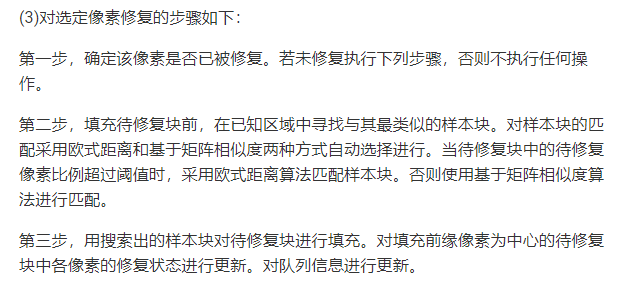 (3)对选定像素修复的步骤如下：
第一步，确定该像素是否已被修复。若未修复执行下列步骤，否则不执行任何操
作。
第二步，填充待修复块前，在已知区域中寻找与其最类似的样本块。对样本块的匹
配采用欧式距离和基于矩阵相似度两种方式自动选择进行。当待修复块中的待修复
像素比例超过阈值时，采用欧式距离算法匹配样本块。否则使用基于矩阵相似度算
法进行匹配。
第三步，用搜索出的样本块对待修复块进行填充。对填充前缘像素为中心的待修复
块中各像素的修复状态进行更新。对队列信息进行更新。